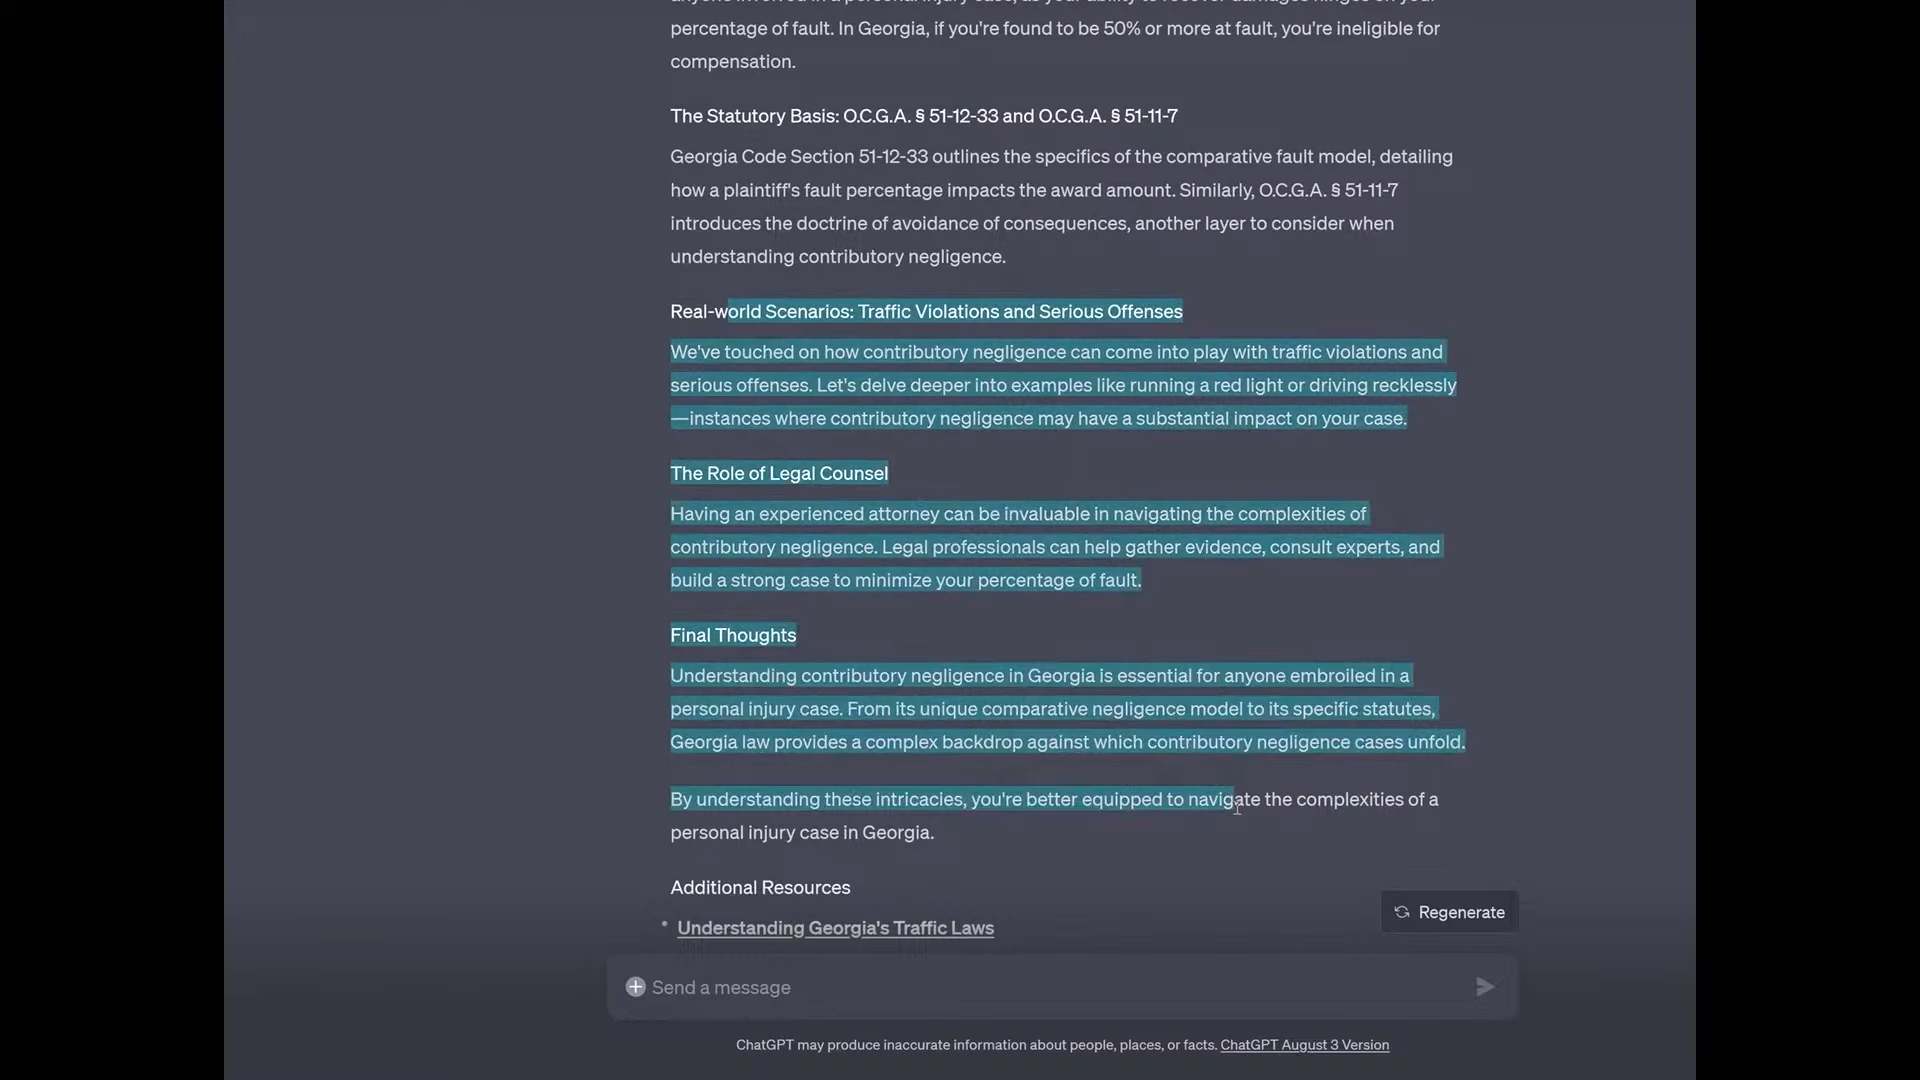 percentage of fault. In Georgia, if you're found to be 50% or more at fault, you're ineligible for
compensation.
The Statutory Basis: O.C.G.A. § 51-12-33 and O.C.G.A. § 51-11-7
Georgia Code Section 51-12-33 outlines the specifics of the comparative fault model, detailing
how a plaintiff's fault percentage impacts the award amount. Similarly, O.C.G.A. § 51-11-7
introduces the doctrine of avoidance of consequences, another layer to consider when
understanding contributory negligence.
Real-world Scenarios: Traffic Violations and Serious Offenses
We've touched on how contributory negligence can come into play with traffic violations and
serious offenses. Let's delve deeper into examples like running a red light or driving recklessly
—instances where contributory negligence may have a substantial impact on your case.
The Role of Legal Counsel
Having an experienced attorney can be invaluable in navigating the complexities of
contributory negligence. Legal professionals can help gather evidence, consult experts, and
build a strong case to minimize your percentage of fault.
Final Thoughts
Understanding contributory negligence in Georgia is essential for anyone embroiled in a
personal injury case. From its unique comparative negligence model to its specific statutes,
Georgia law provides a complex backdrop against which contributory negligence cases unfold.
By understanding these intricacies, you're better equipped to navigate the complexities of a
personal injury case in Georgia.
Additional Resources
Regenerate
• Understanding Georgia's Traffic Laws
Send a message
ChatGPT may produce inaccurate information about people, places, or facts. ChatGPT August 3 Version